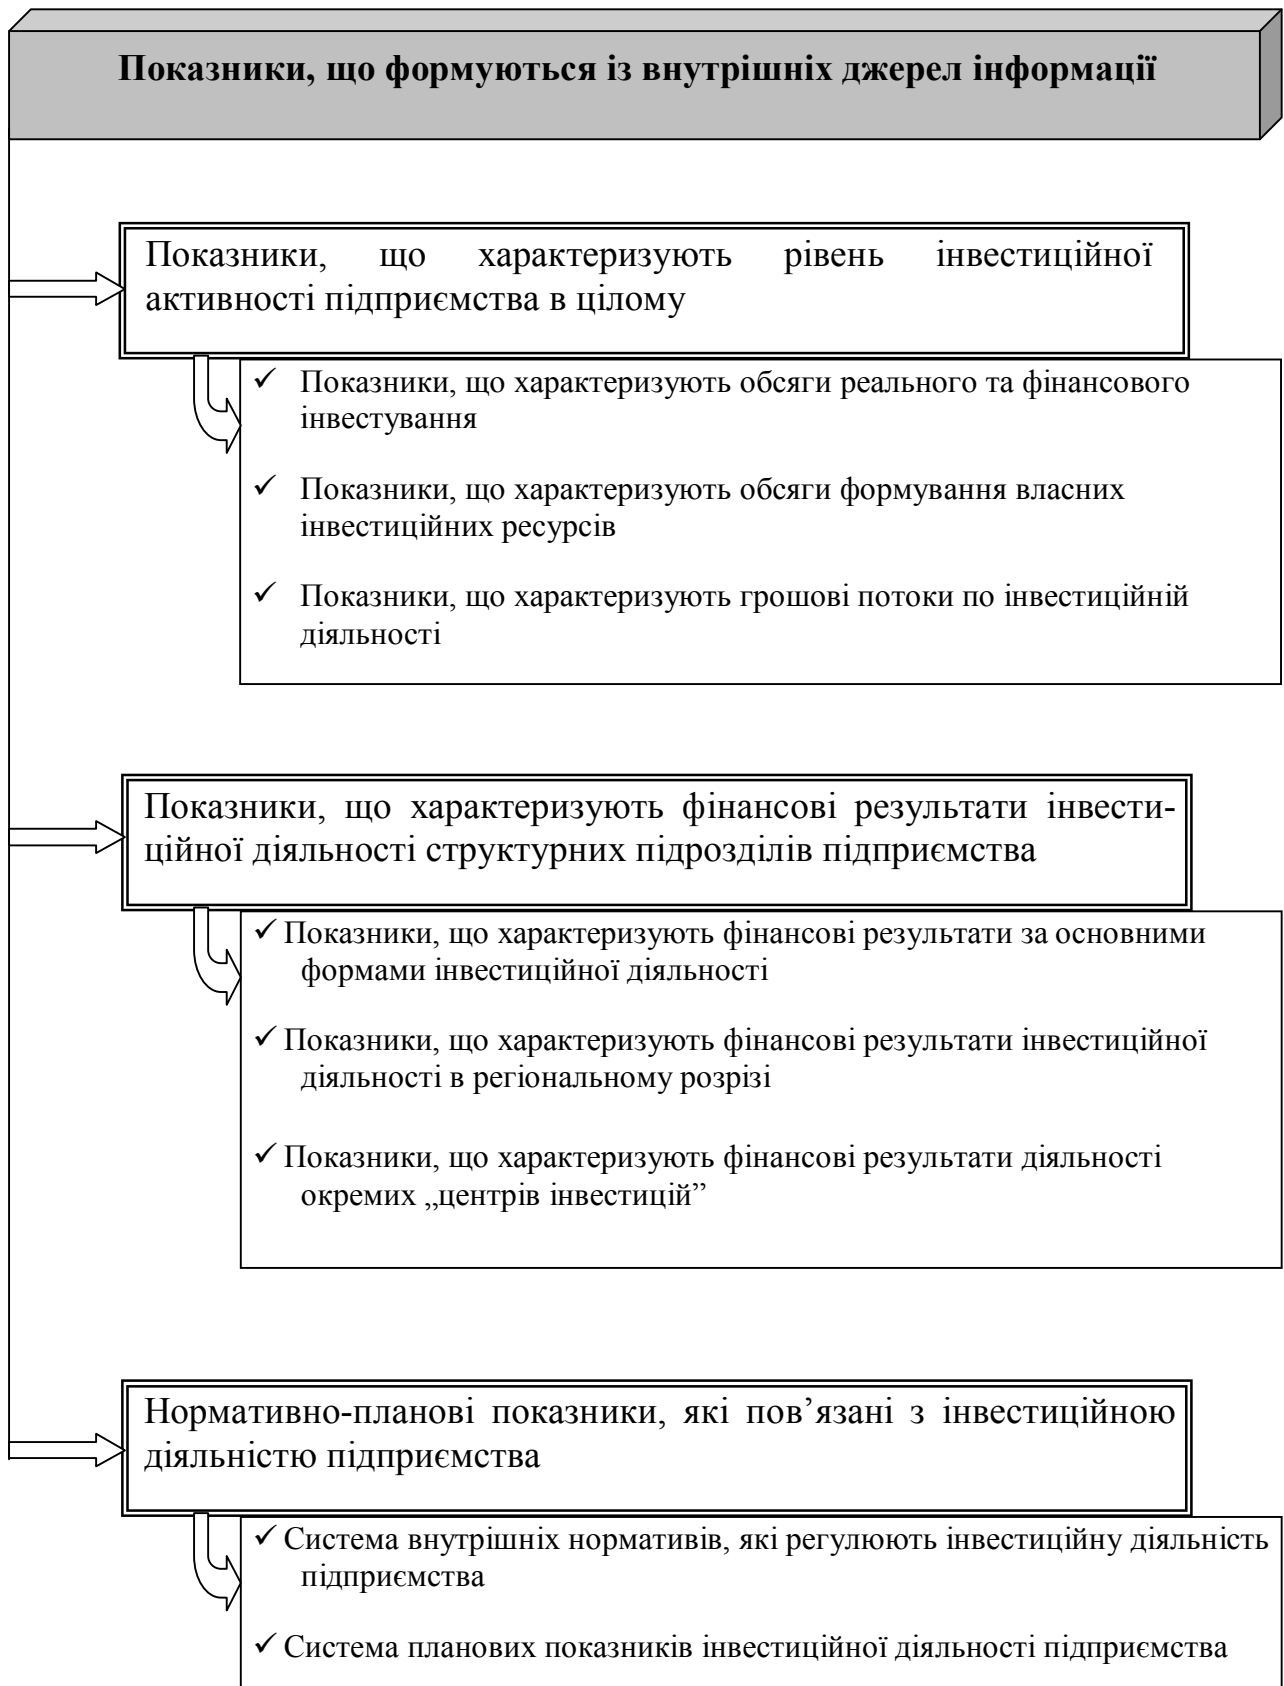 Показники, що формуються із внутрішніх джерел інформації
Показники, що характеризують рівень інвестиційної
активності підприємства в цілому
✓ Показники, що характеризують обсяги реального та фінансового
інвестування
✓ Показники, що характеризують обсяги формування власних
інвестиційних ресурсів
✓ Показники, що характеризують грошові потоки по інвестиційній
діяльності
Показники, що характеризують фінансові результати інвести-
ційної діяльності структурних підрозділів підприємства
✓ Показники, що характеризують фінансові результати за основними
формами інвестиційної діяльності
✓ Показники, що характеризують фінансові результати інвестиційної
діяльності в регіональному розрізі
✓ Показники, що характеризують фінансові результати діяльності
окремих „центрів інвестицій”
Нормативно-планові показники, які пов’язані з інвестиційною
діяльністю підприємства
✓ Система внутрішніх нормативів, які регулюють інвестиційну діяльність
підприємства
✓ Система планових показників інвестиційної діяльності підприємства